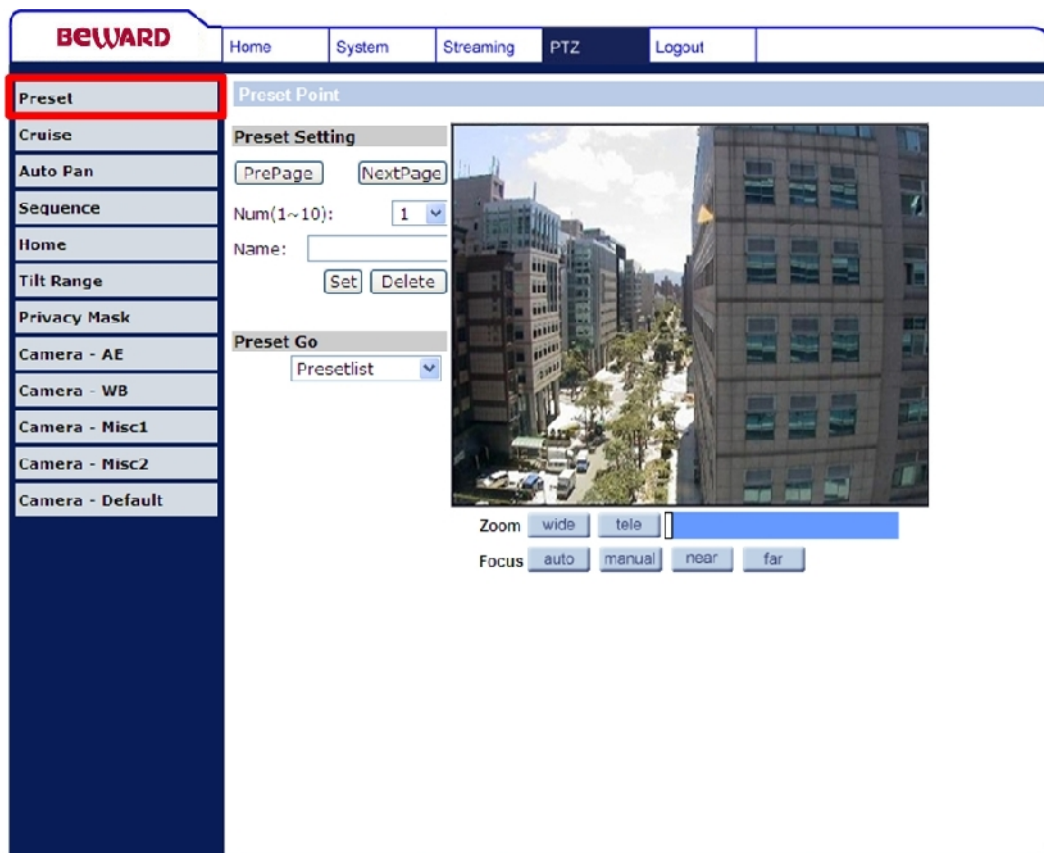 BEWARD
Home System Streaming PTZ Logout
Preset
Cruise
Auto Pan
Sequence
Home
Tilt Range
Privacy Mask
Camera - AE
Camera - WB
Camera - Misc1
Camera - Misc2
Camera - Default
Preset Point
Preset Setting
PrePage NextPage
Num(1~10): 1
Name:
Set Delete
Preset Go
Presetlist
Zoom wide tele
Focus auto manual near far